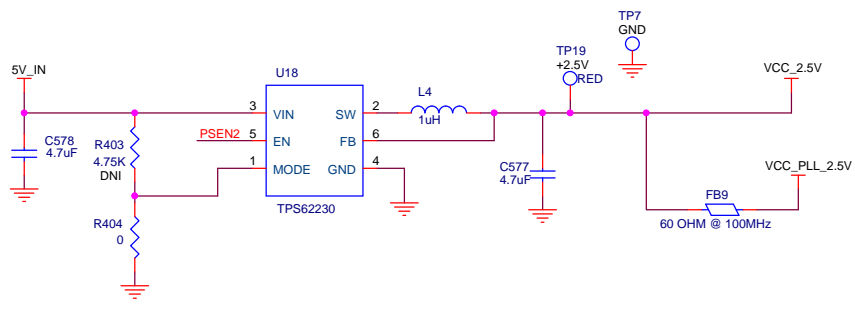 TP7
GND
TP19
+2.5V
RED
VCC_2.5V
5V_IN
U18
L4
1uH
3 VIN SW 2
PSEN2 5 EN FB 6
1 MODE GND 4
TPS62230
C578
4.7uF
R403
4.75K
DNI
R404
0
C577
4.7uF
VCC_PLL_2.5V
FB9
60 OHM @ 100MHz